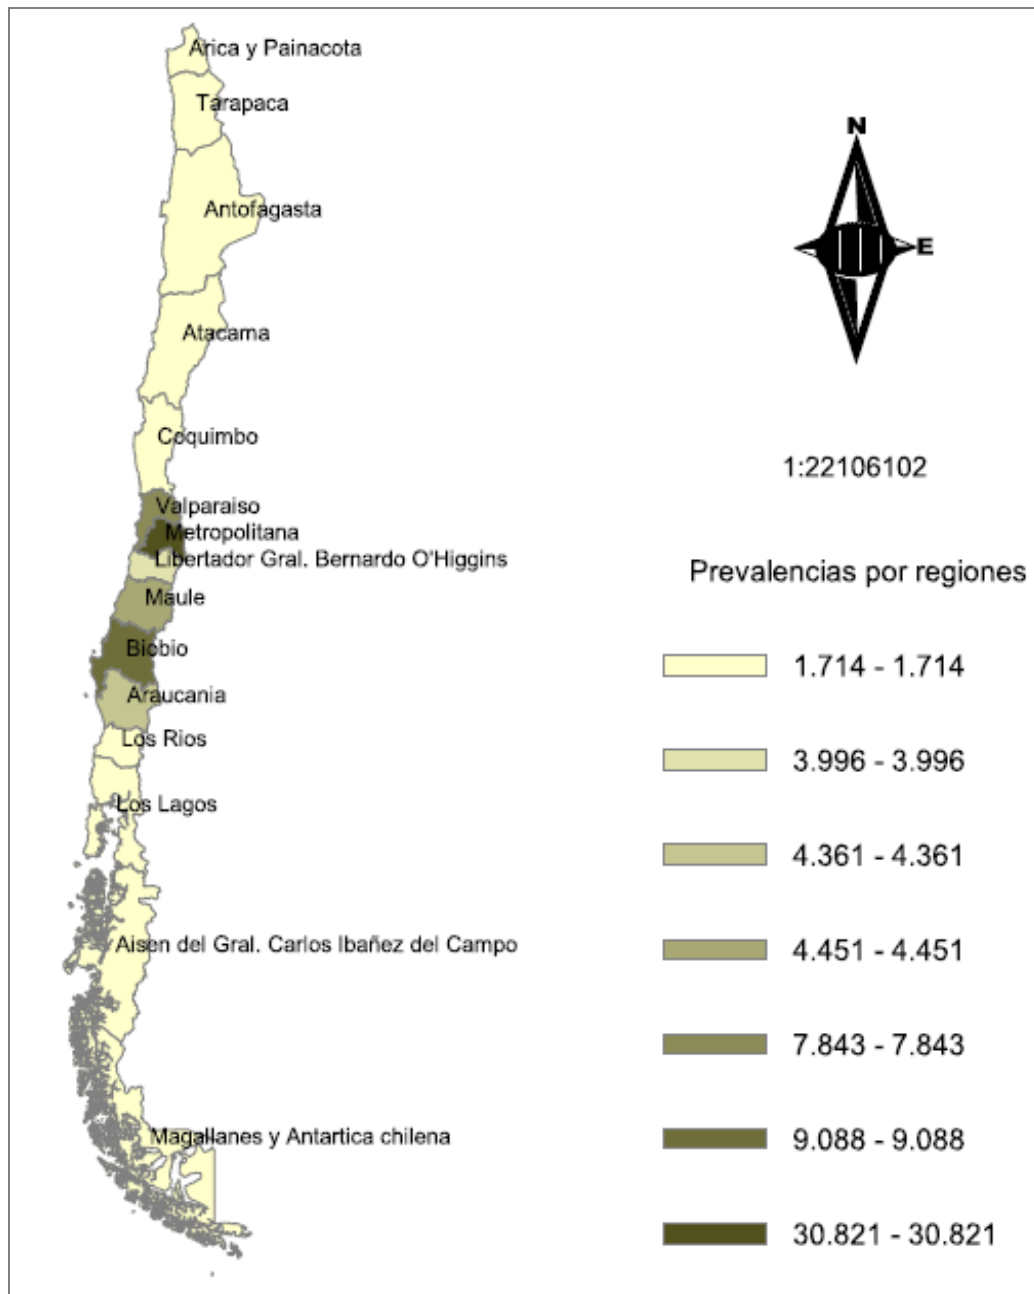 Arica y Painacota
Tarapaca
Antofagasta
Atacama
Coquimbo
Valparaiso
Metropolitana
Libertador Gral. Bernardo O'Higgins
Maule
Biobio
Araucania
Los Rios
Los Lagos
Aisen del Gral. Carlos Ibañez del Campo
Magallanes y Antartica chilena
N
E
1:22106102
Prevalencias por regiones
1.714 - 1.714
3.996 - 3.996
4.361 - 4.361
4.451 - 4.451
7.843 - 7.843
9.088 - 9.088
30.821 - 30.821